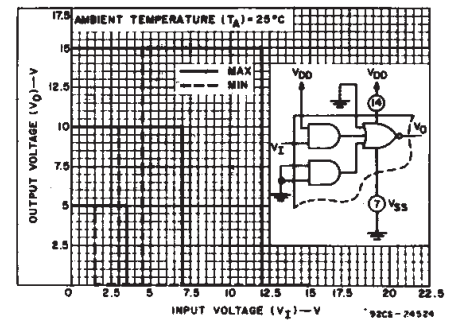 17.5
AMBIENT TEMPERATURE (TA)=25°C
15
MAX
MIN
12.5
10
7.5
5
2.5
OUTPUT VOLTAGE (VO)—V
VDD
VDD
14
VI
VO
7
VSS
0 2.5 5 7.5 10 12.5 15 17.5 20 22.5
INPUT VOLTAGE (VI)—V
92CS-24524